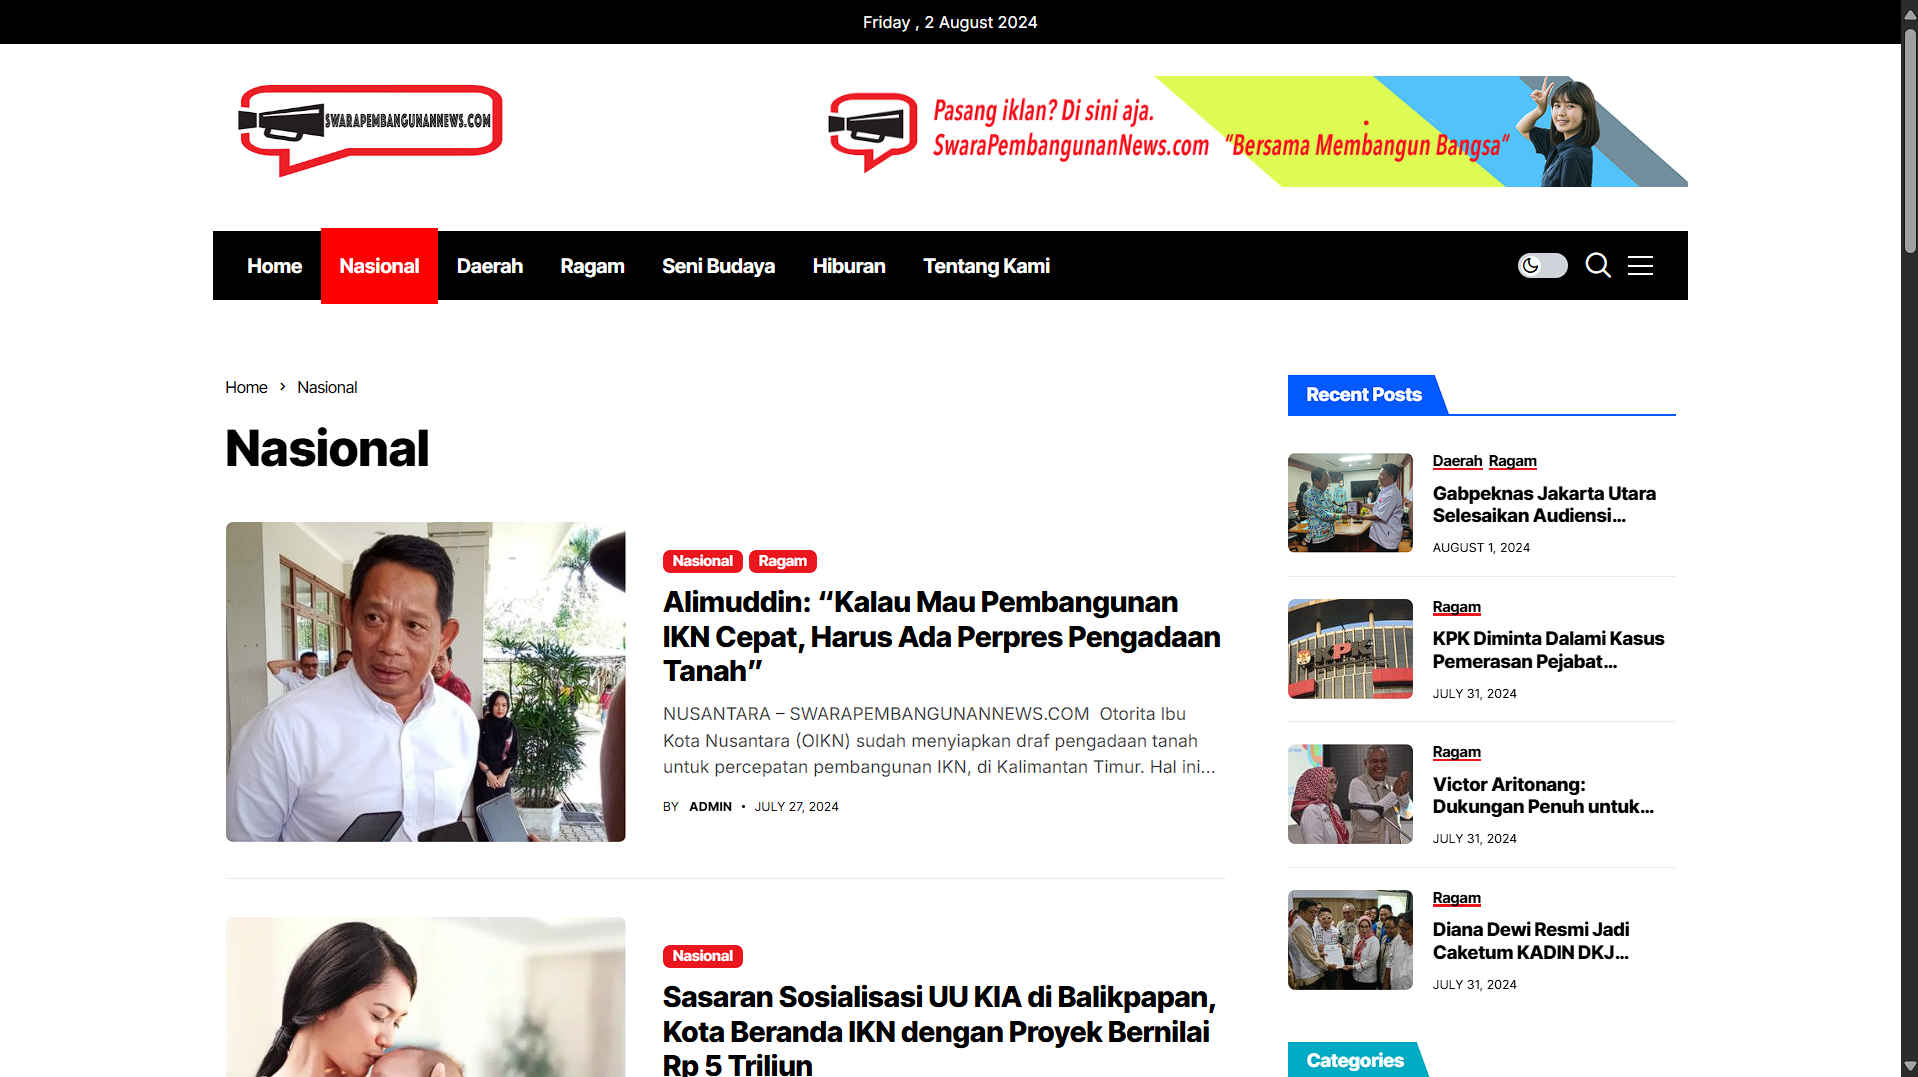 Friday , 2 August 2024
SWARAPEMBANGUNANNEWS.COM
Pasang iklan? Di sini aja.
SwaraPembangunanNews.com "Bersama Membangun Bangsa"
Home Nasional Daerah Ragam Seni Budaya Hiburan Tentang Kami
Home > Nasional
Nasional
Nasional Ragam
Alimuddin: “Kalau Mau Pembangunan
IKN Cepat, Harus Ada Perpres Pengadaan
Tanah”
NUSANTARA – SWARAPEMBANGUNANNEWS.COM Otorita Ibu
Kota Nusantara (OIKN) sudah menyiapkan draf pengadaan tanah
untuk percepatan pembangunan IKN, di Kalimantan Timur. Hal ini...
BY ADMIN • JULY 27, 2024
Nasional
Sasaran Sosialisasi UU KIA di Balikpapan,
Kota Beranda IKN dengan Proyek Bernilai
Rp 5 Triliun
Recent Posts
Daerah Ragam
Gabpeknas Jakarta Utara
Selesaikan Audiensi...
AUGUST 1, 2024
KPK
Ragam
KPK Diminta Dalami Kasus
Pemerasan Pejabat...
JULY 31, 2024
Ragam
Victor Aritonang:
Dukungan Penuh untuk...
JULY 31, 2024
Ragam
Diana Dewi Resmi Jadi
Caketum KADIN DKJ...
JULY 31, 2024
Categories